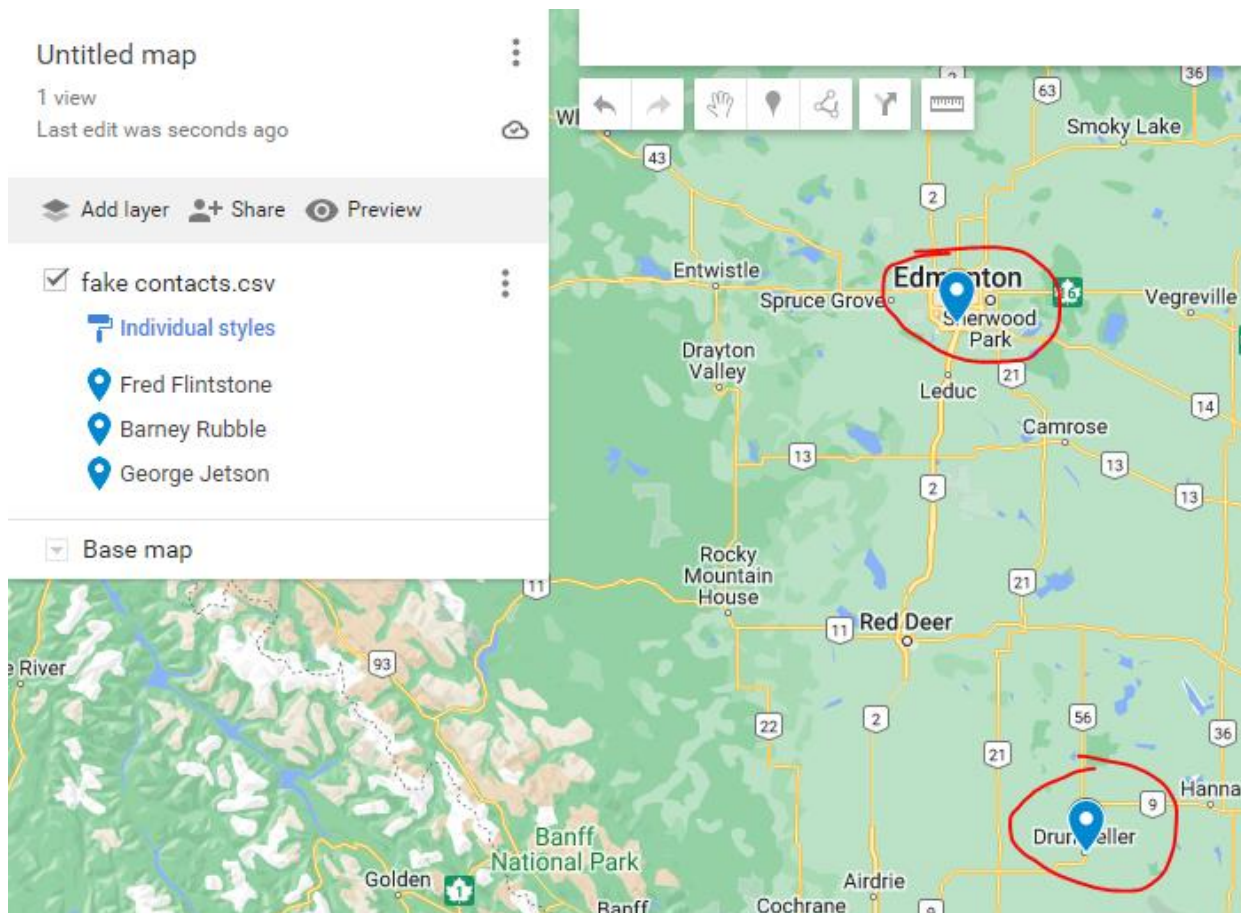 Untitled map
1 view
Last edit was seconds ago
Add layer Share Preview
fake contacts.csv
Individual styles
Fred Flintstone
Barney Rubble
George Jetson
Base map
36
63
Smoky Lake
43
2
Entwistle
Edmonton
16
Spruce Grove
Sherwood
Park
Vegreville
Drayton
Valley
21
Leduc
14
Camrose
13
13
2
13
Rocky
Mountain
House
11
21
11
Red Deer
River
93
22
2
56
36
21
Hanna
9
Drumheller
Banff
National Park
Golden
1
Airdrie
Banff
Cochrane
9